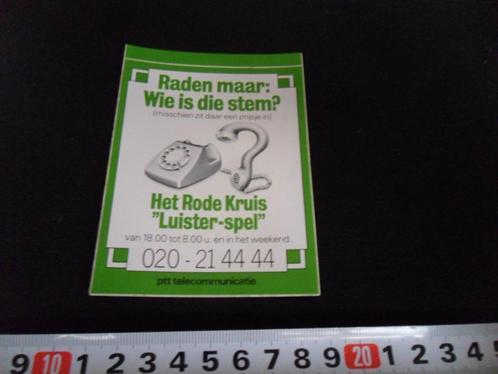 Raden maar:
Wie is die stem?
(misschien zit daar een prijsje in)
Het Rode Kruis
"Luister-spel"
van 18.00 tot 8.00 u. en in het weekend.
020 - 21 44 44
ptt telecommunicatie
9 10 1 2 3 4 5 6 7 8 9 20 1 2 3 4 5